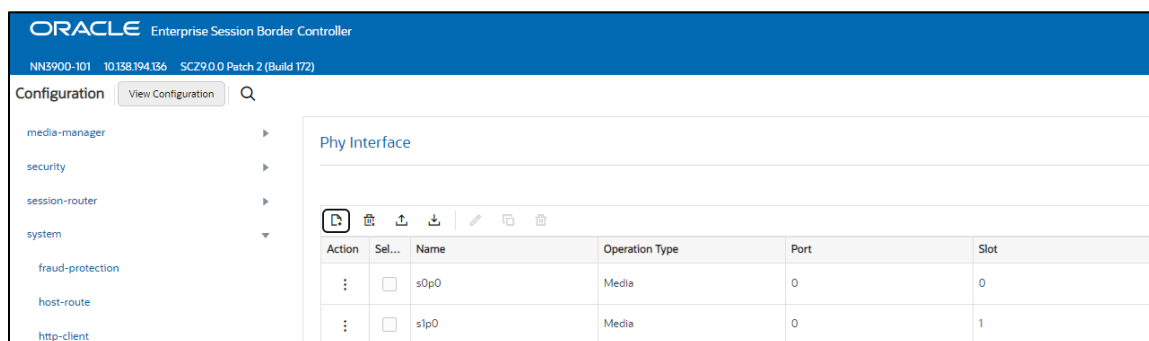 ORACLE Enterprise Session Border Controller
NN3900-101 10.138.194.136 SCZ9.0.0 Patch 2 (Build 172)
Configuration View Configuration
media-manager
security
session-router
system
fraud-protection
host-route
http-client
Phy Interface
Action Sel... Name Operation Type Port Slot
s0p0 Media 0 0
s1p0 Media 0 1